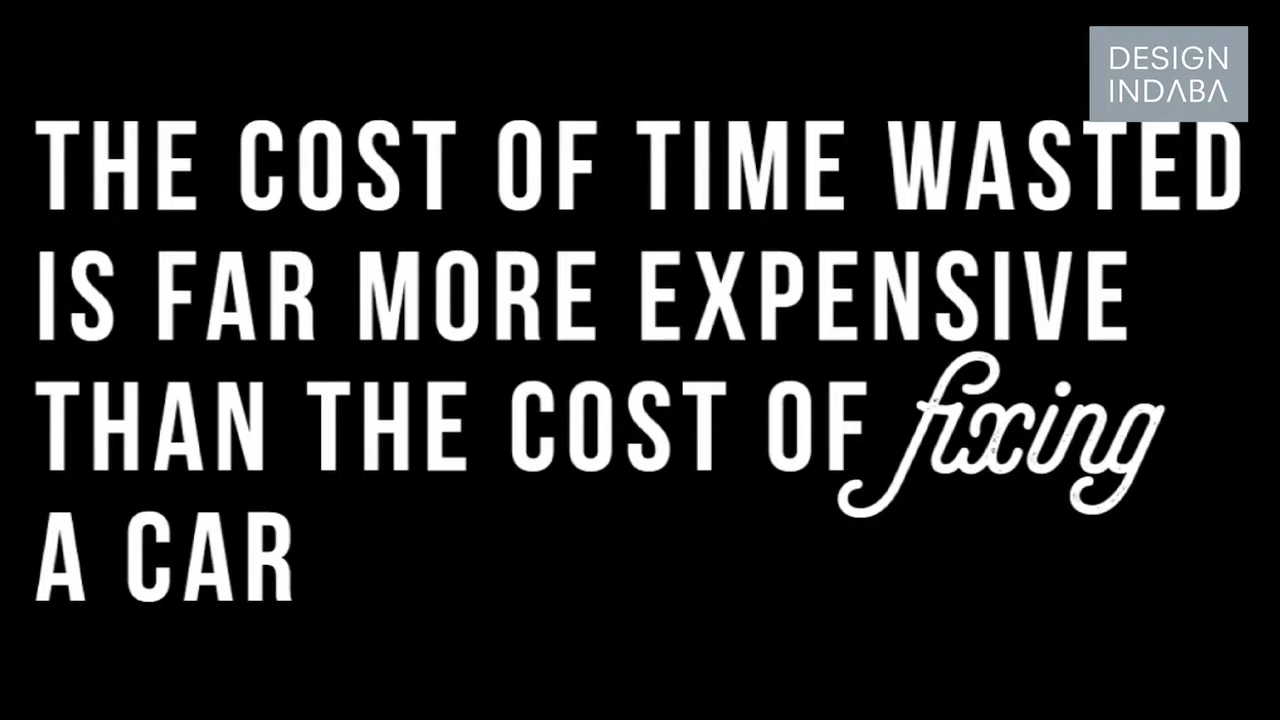 DESIGN
INDABA
THE COST OF TIME WASTED
IS FAR MORE EXPENSIVE
THAN THE COST OF fixing
A CAR